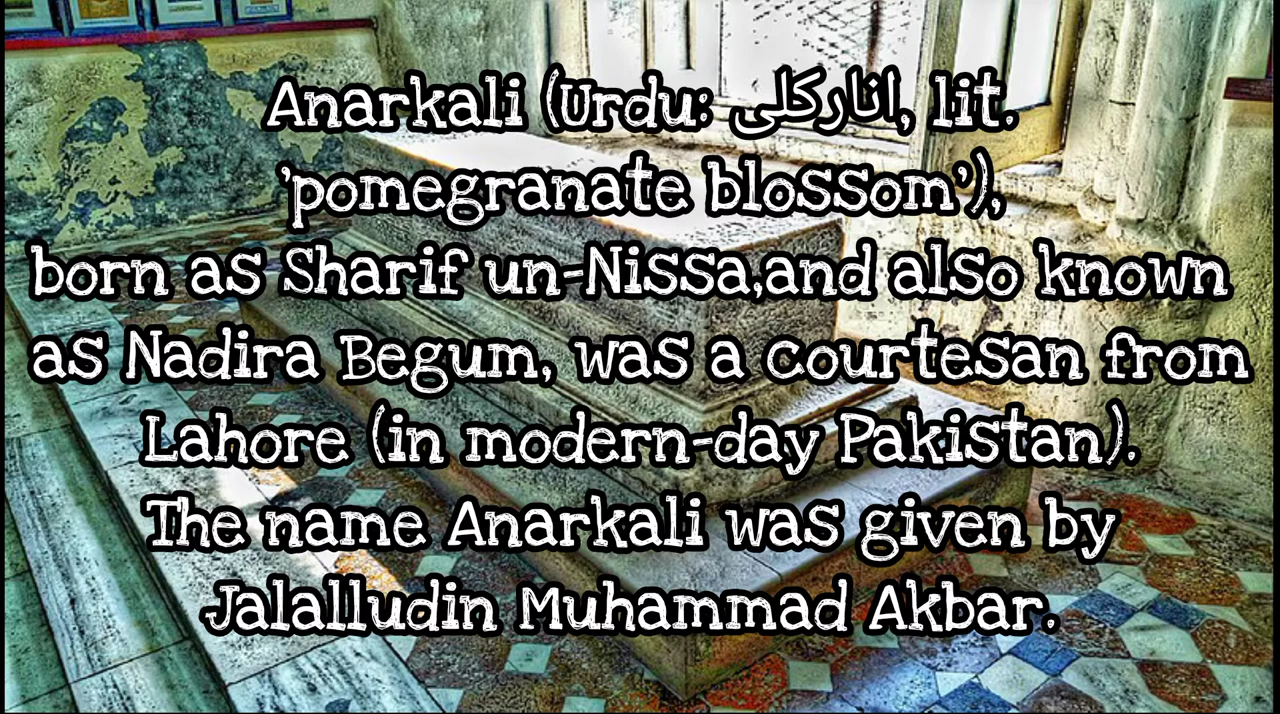 Anarkali (Urdu: انارکلی, lit.
'pomegranate blossom'),
born as Sharif un-Nissa,and also known
as Nadira Begum, was a courtesan from
Lahore (in modern-day Pakistan).
The name Anarkali was given by
Jalalludin Muhammad Akbar.